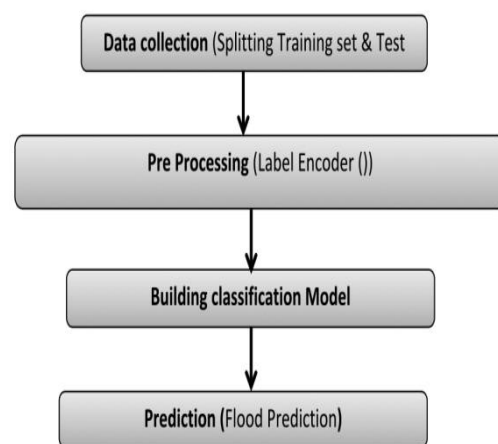 Data collection (Splitting Training set & Test
Pre Processing (Label Encoder ())
Building classification Model
Prediction (Flood Prediction)